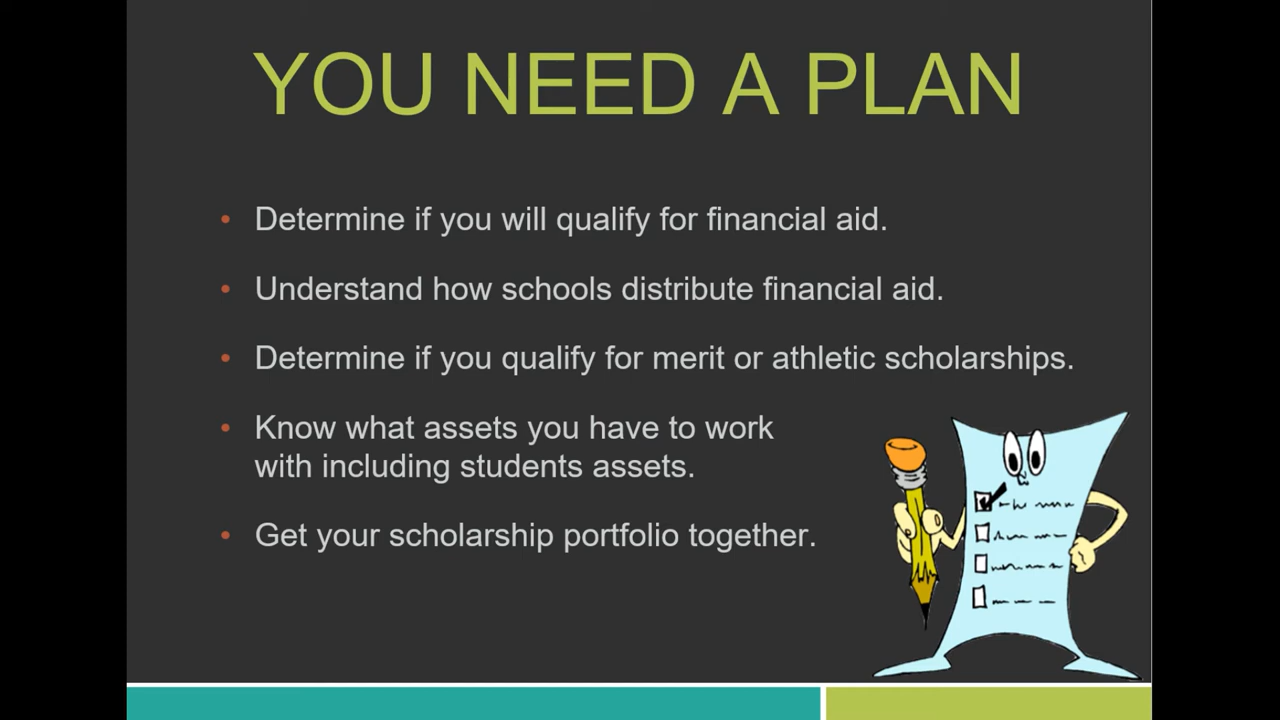 YOU NEED A PLAN
• Determine if you will qualify for financial aid.
• Understand how schools distribute financial aid.
• Determine if you qualify for merit or athletic scholarships.
• Know what assets you have to work
with including students assets.
• Get your scholarship portfolio together.